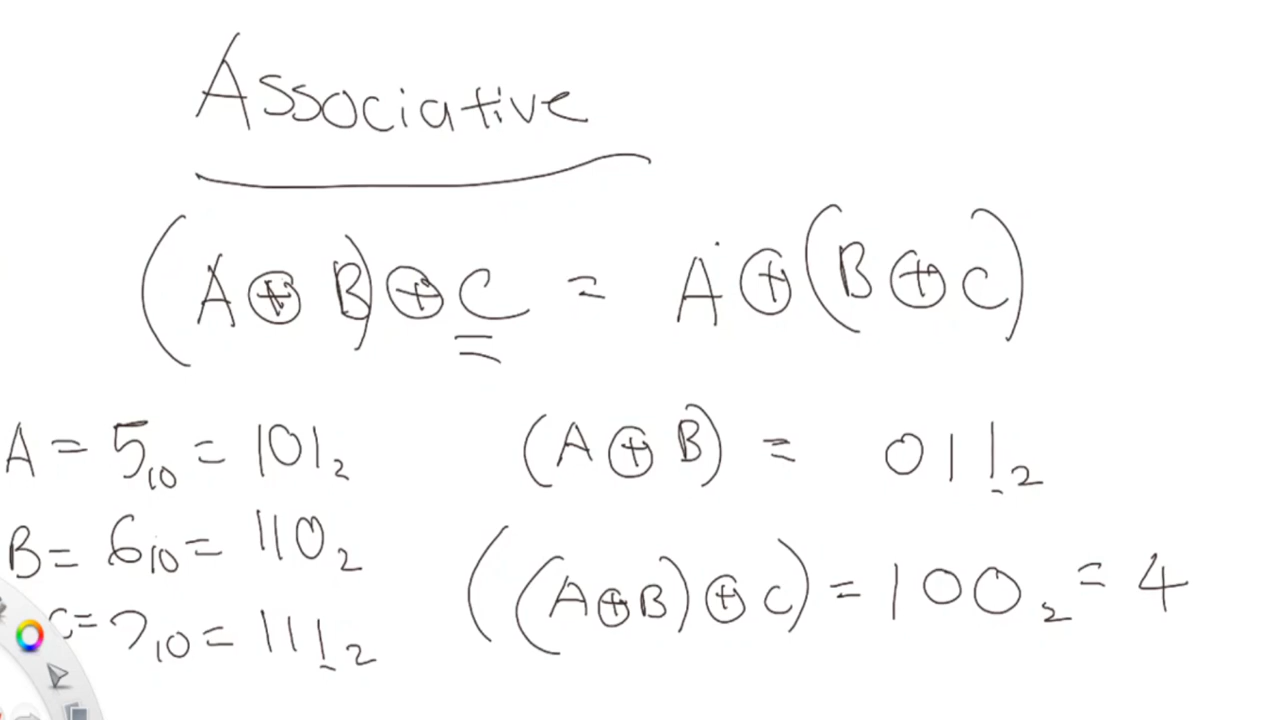 Associative
(A ⊕ B) ⊕ C = A ⊕ (B ⊕ C)
A = 5₁₀ = 101₂
(A ⊕ B) = 011₂
B = 6₁₀ = 110₂
((A ⊕ B) ⊕ C) = 100₂ = 4
C = 7₁₀ = 111₂